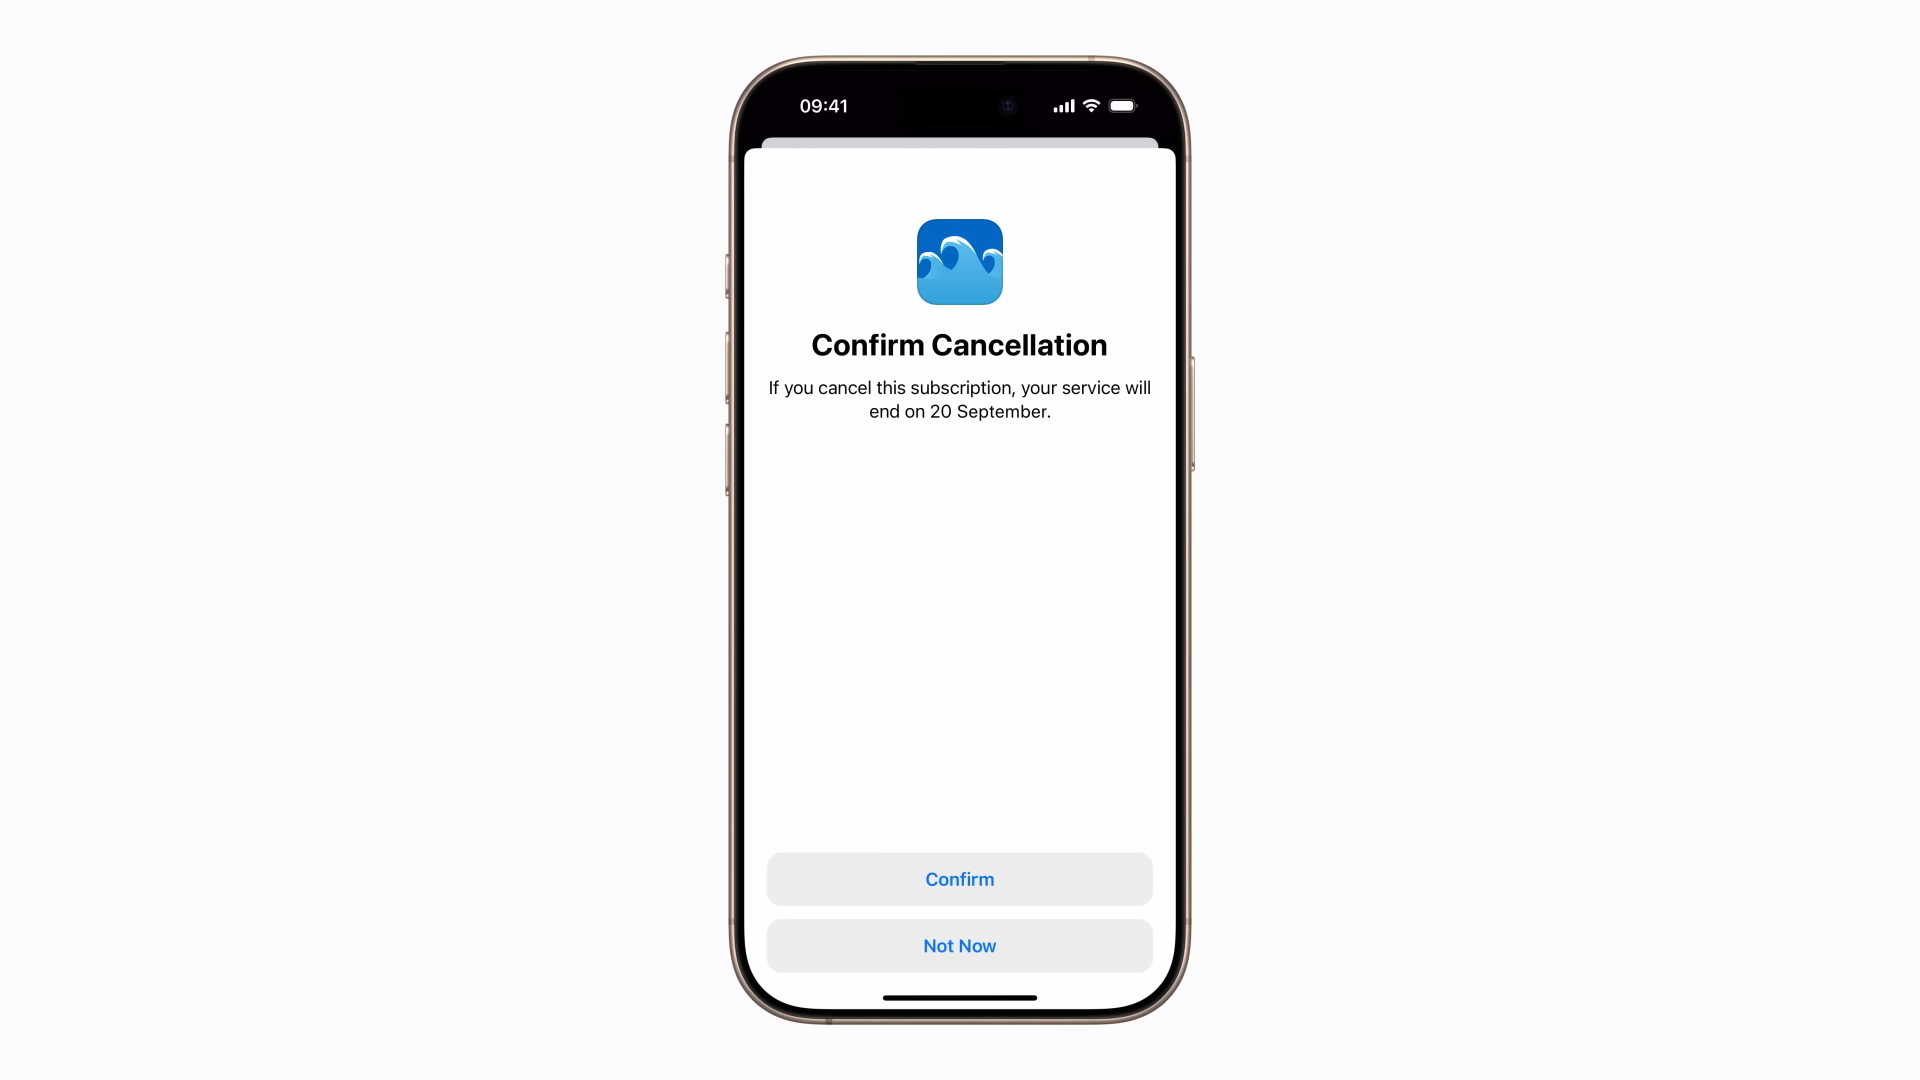 09:41
Confirm Cancellation
If you cancel this subscription, your service will
end on 20 September.
Confirm
Not Now